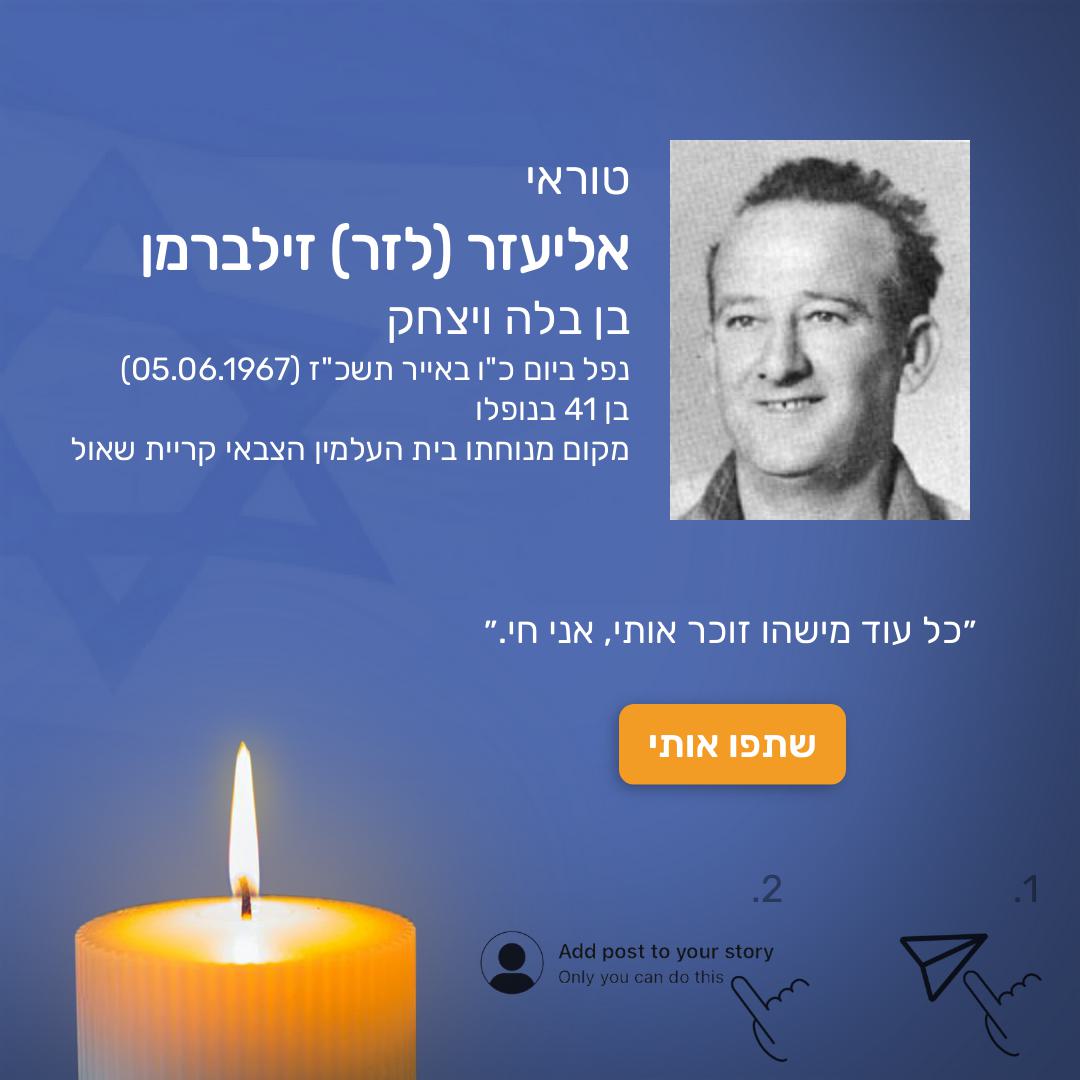 טוראי
אליעזר (לזר) זילברמן
בן בלה ויצחק
נפל ביום כ"ו באייר תשכ"ז (05.06.1967)
בן 41 בנופלו
מקום מנוחתו בית העלמין הצבאי קריית שאול
״כל עוד מישהו זוכר אותי, אני חי.״
שתפו אותי
.1
.2
Add post to your story
Only you can do this